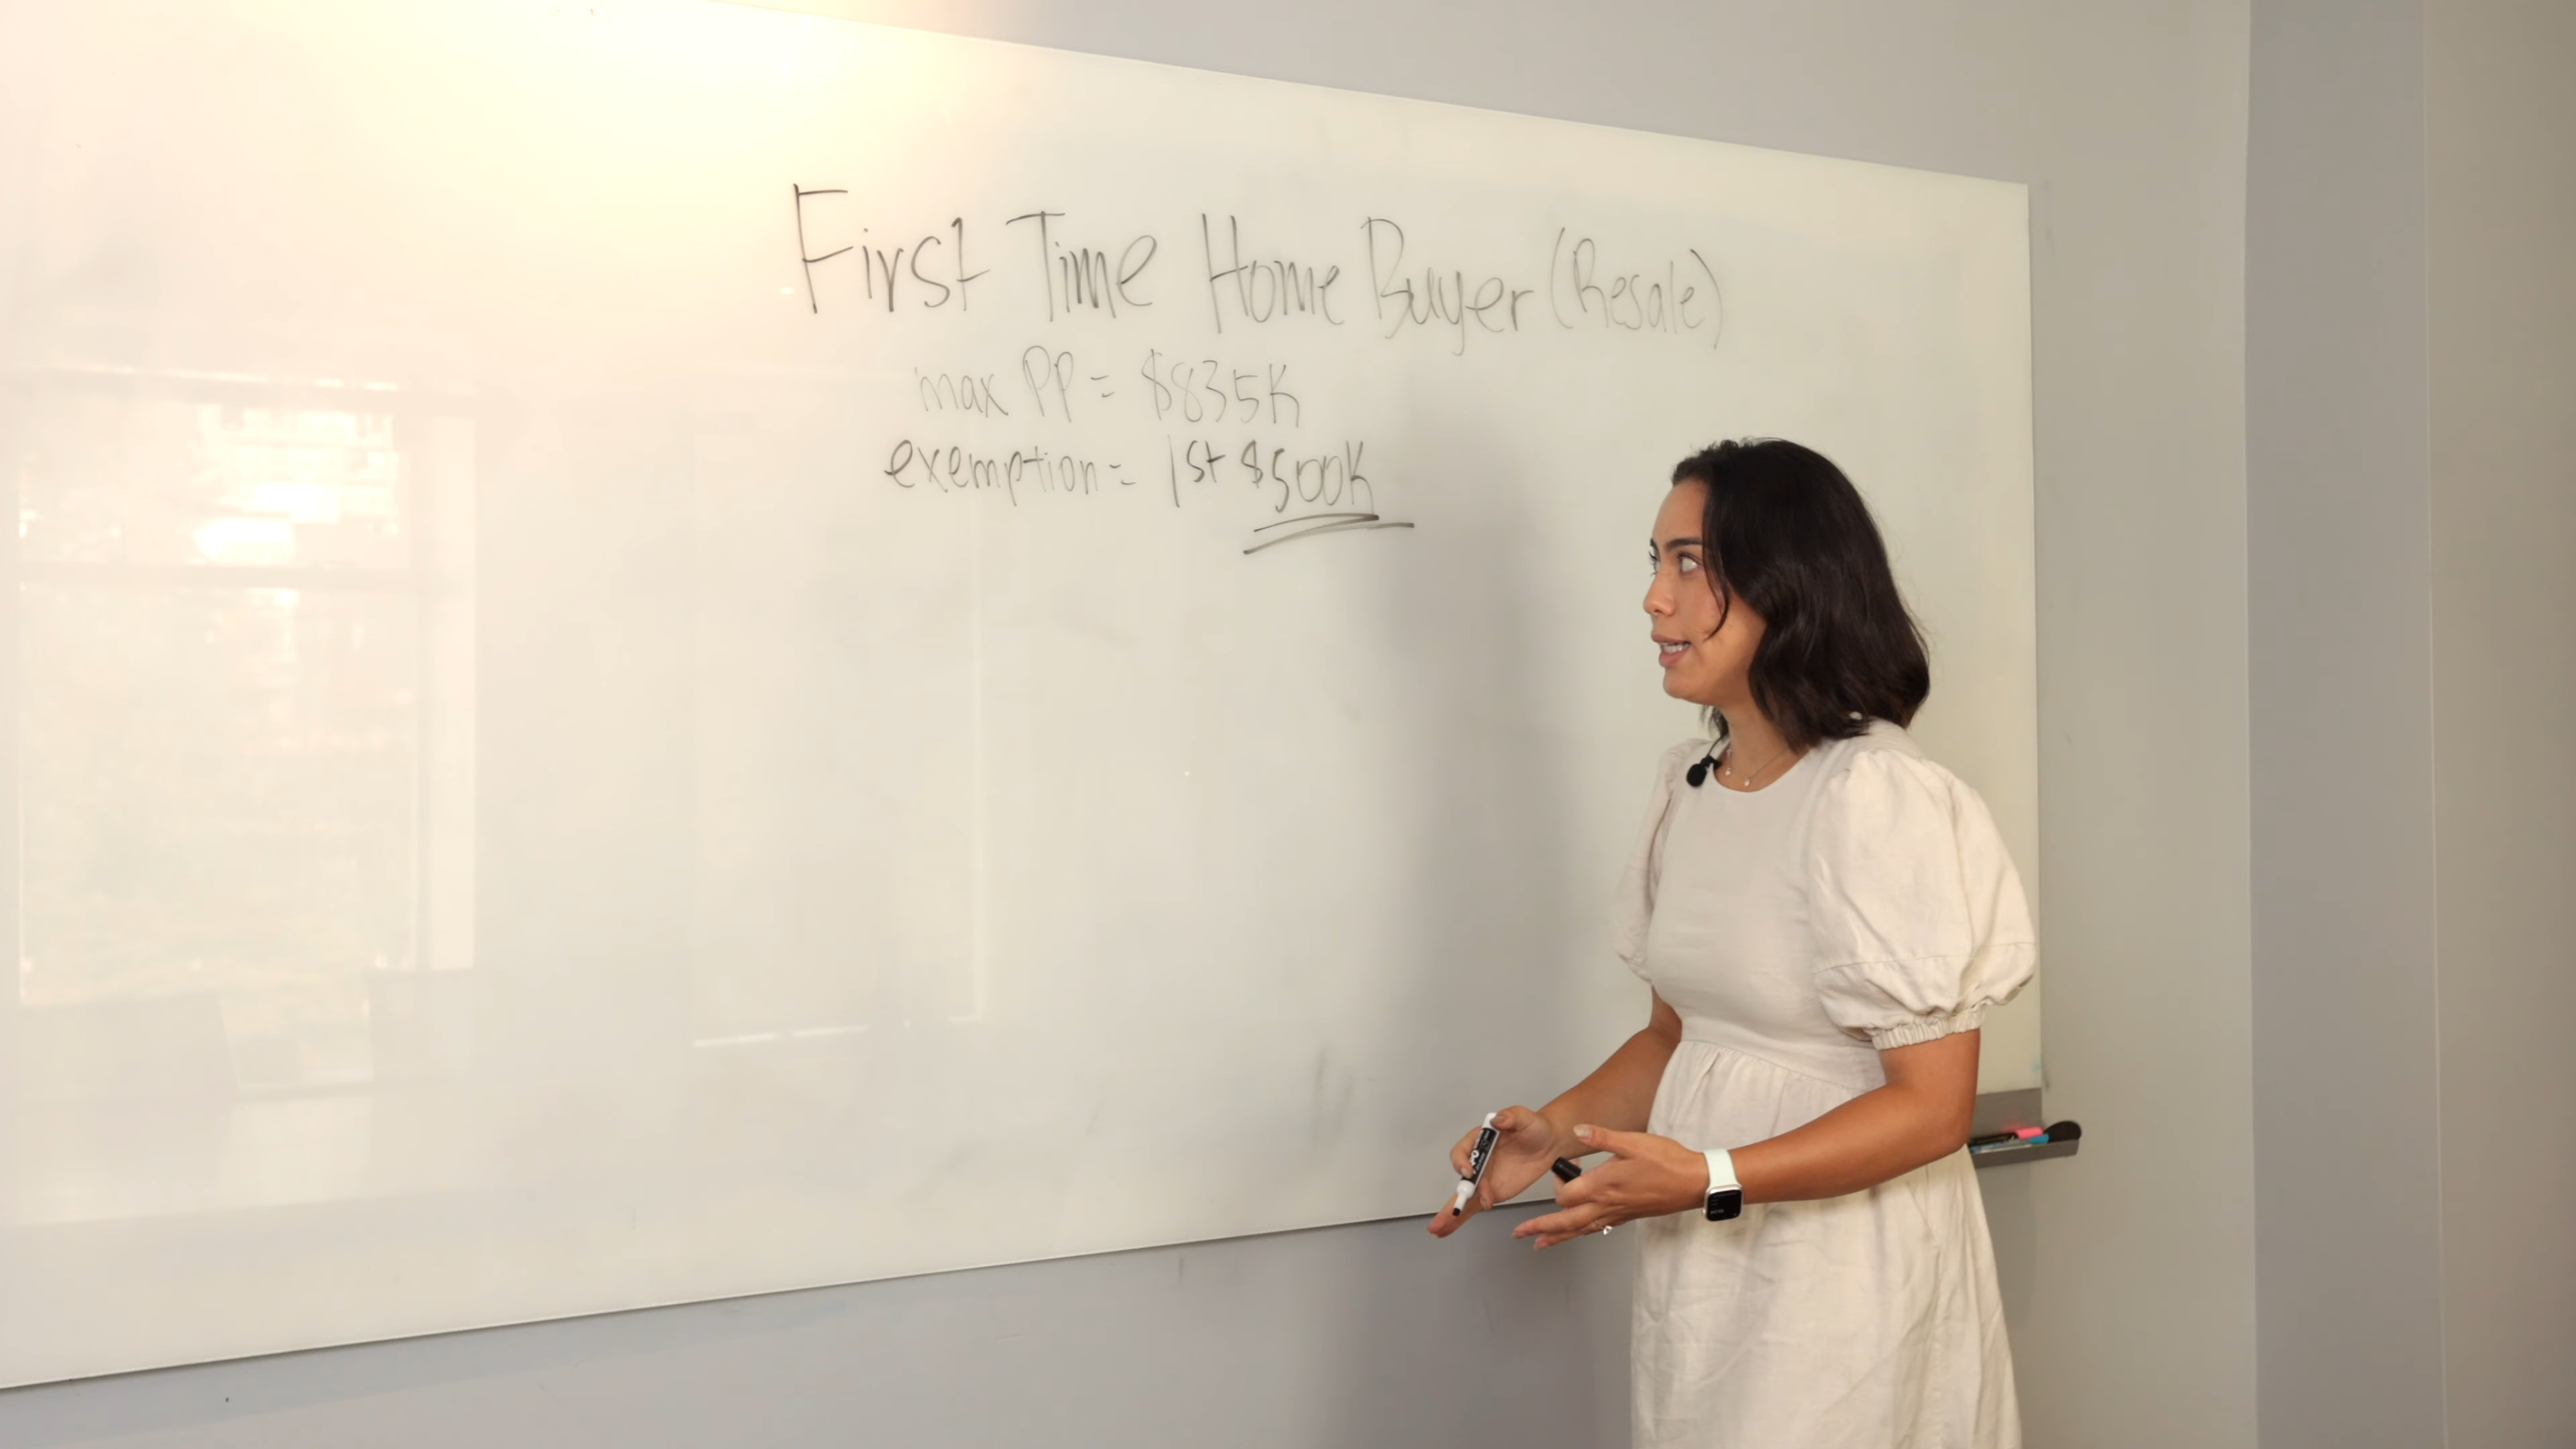 First Time Home Buyer (Resale)
max PP = $835K
exemption = 1st $500K